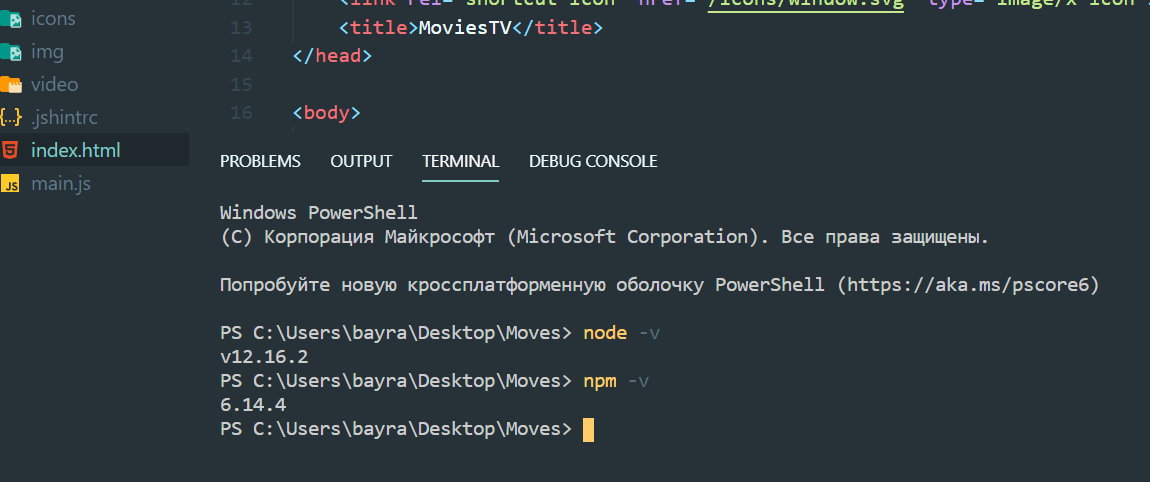 icons
img
video
.jshintrc
index.html
main.js
12 <link rel="shortcut icon" href="/icons/window.svg" type="image/x-icon"
13 <title>MoviesTV</title>
14 </head>
15
16 <body>
PROBLEMS OUTPUT TERMINAL DEBUG CONSOLE
Windows PowerShell
(C) Корпорация Майкрософт (Microsoft Corporation). Все права защищены.
Попробуйте новую кроссплатформенную оболочку PowerShell (https://aka.ms/pscore6)
PS C:\Users\bayra\Desktop\Moves> node -v
v12.16.2
PS C:\Users\bayra\Desktop\Moves> npm -v
6.14.4
PS C:\Users\bayra\Desktop\Moves>